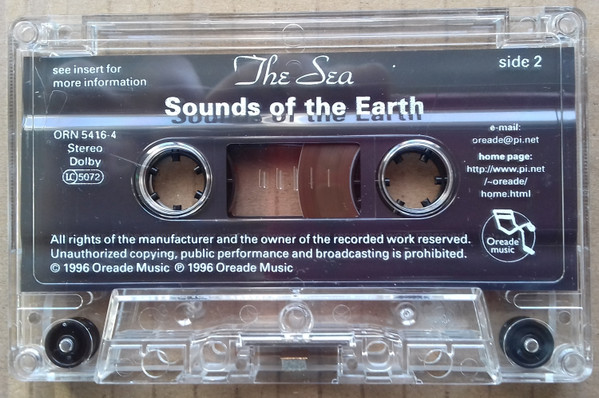 see insert for
more information
The Sea
side 2
Sounds of the Earth
ORN 5416-4
Stereo
Dolby
LC 5072
e-mail:
oreade@pi.net
home page:
http://www.pi.net
/~oreade/
home.html
Oreade
music
All rights of the manufacturer and the owner of the recorded work reserved.
Unauthorized copying, public performance and broadcasting is prohibited.
© 1996 Oreade Music ℗ 1996 Oreade Music